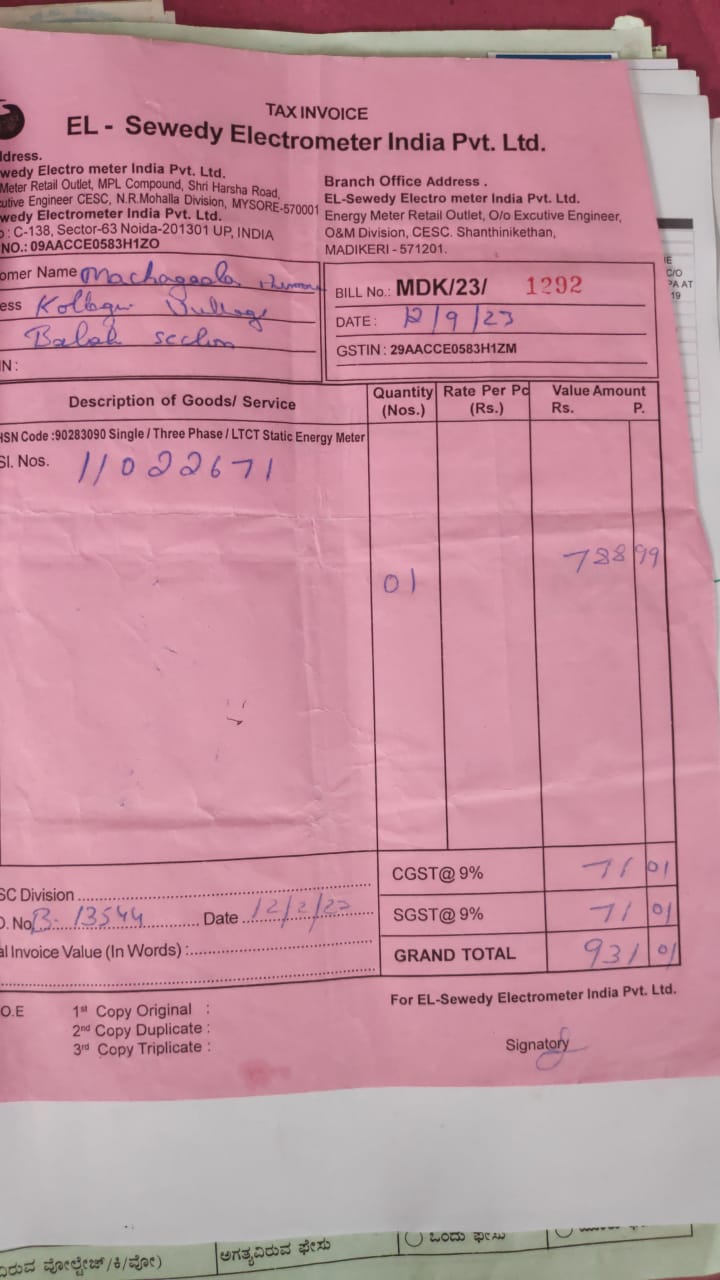 TAX INVOICE
EL - Sewedy Electrometer India Pvt. Ltd.
ddress.
wedy Electro meter India Pvt. Ltd.
Meter Retail Outlet, MPL Compound, Shri Harsha Road,
cutive Engineer CESC, N.R.Mohalla Division, MYSORE-570001
wedy Electrometer India Pvt. Ltd.
: C-138, Sector-63 Noida-201301 UP, INDIA
NO.: 09AACCE0583H1ZO
Branch Office Address .
EL-Sewedy Electro meter India Pvt. Ltd.
Energy Meter Retail Outlet, O/o Excutive Engineer,
O&M Division, CESC. Shanthinikethan,
MADIKERI - 571201.
omer Name
ess
section
N :
BILL No.: MDK/23/ 1292
DATE : 12/9/23
GSTIN : 29AACCE0583H1ZM
Description of Goods/ Service Quantity (Nos.) Rate Per Pc (Rs.) Value Amount Rs. P.
HSN Code :90283090 Single / Three Phase / LTCT Static Energy Meter
Sl. Nos. 11022671
01 788 99
CGST@ 9% 71 01
SC Division
O. No B- 13544 Date
SGST@ 9% 71 01
al Invoice Value (In Words) :
GRAND TOTAL 931 01
O.E 1st Copy Original :
2nd Copy Duplicate :
3rd Copy Triplicate :
For EL-Sewedy Electrometer India Pvt. Ltd.
Signatory
C/O
PA AT
19
ವಿರುವ ವೋಲ್ಟೇಜ್/ಕಿ/ವೋ)
ಅಗತ್ಯವಿರುವ ಫೇಸು
ಒಂದು ಫೇಸು